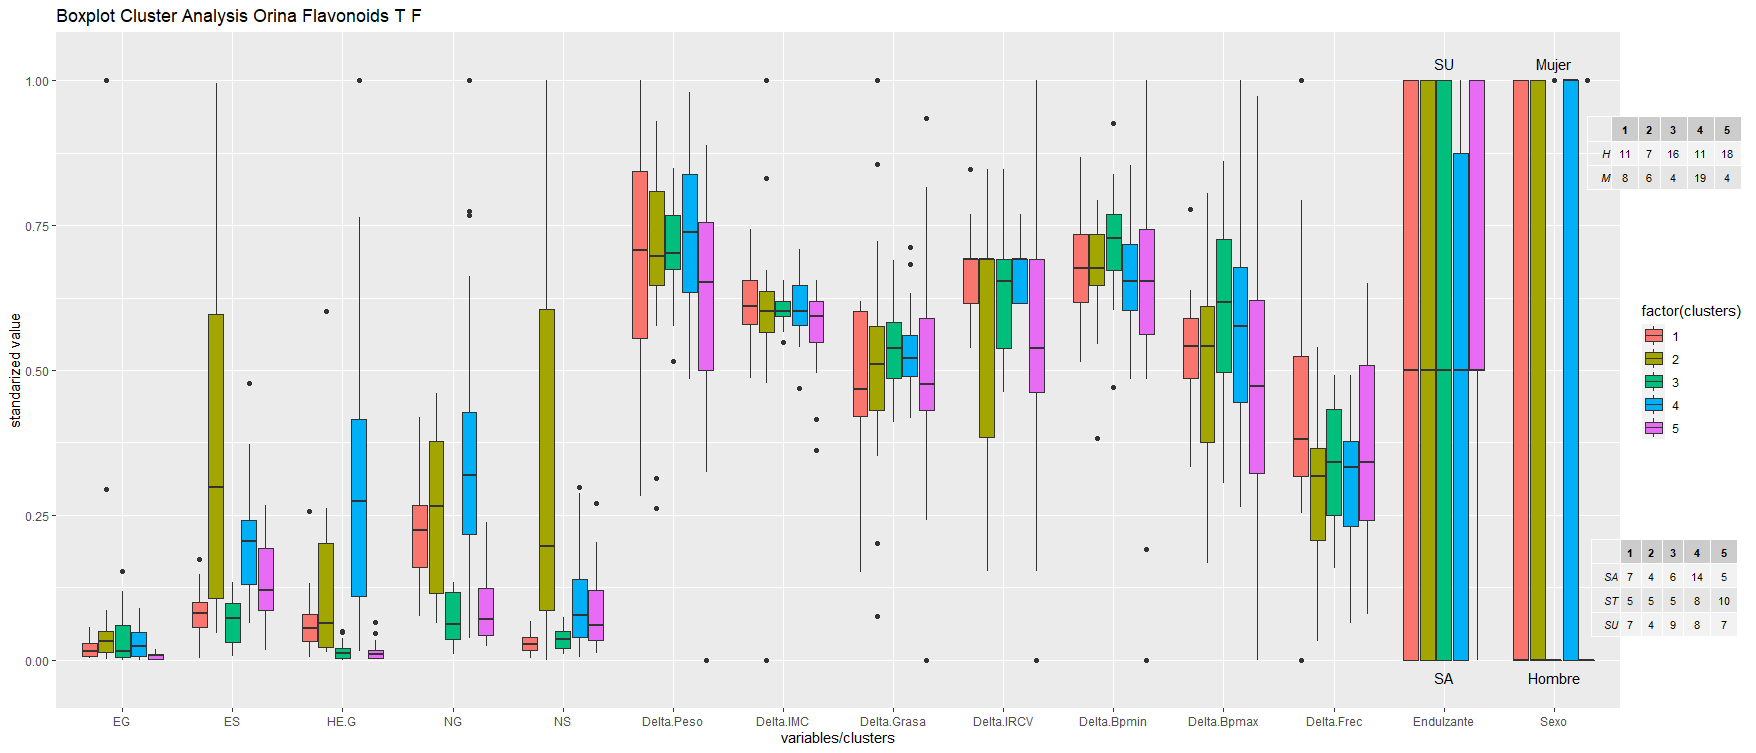 Boxplot Cluster Analysis Orina Flavonoids T F
standarized value
1.00
0.75
0.50
0.25
0.00
SU
Mujer
SA
Hombre
EG ES HE.G NG NS Delta.Peso Delta.IMC Delta.Grasa Delta.IRCV Delta.Bpmin Delta.Bpmax Delta.Frec Endulzante Sexo
variables/clusters
1 2 3 4 5
H 11 7 16 11 18
M 8 6 4 19 4
factor(clusters)
1
2
3
4
5
1 2 3 4 5
SA 7 4 6 14 5
ST 5 5 5 8 10
SU 7 4 9 8 7